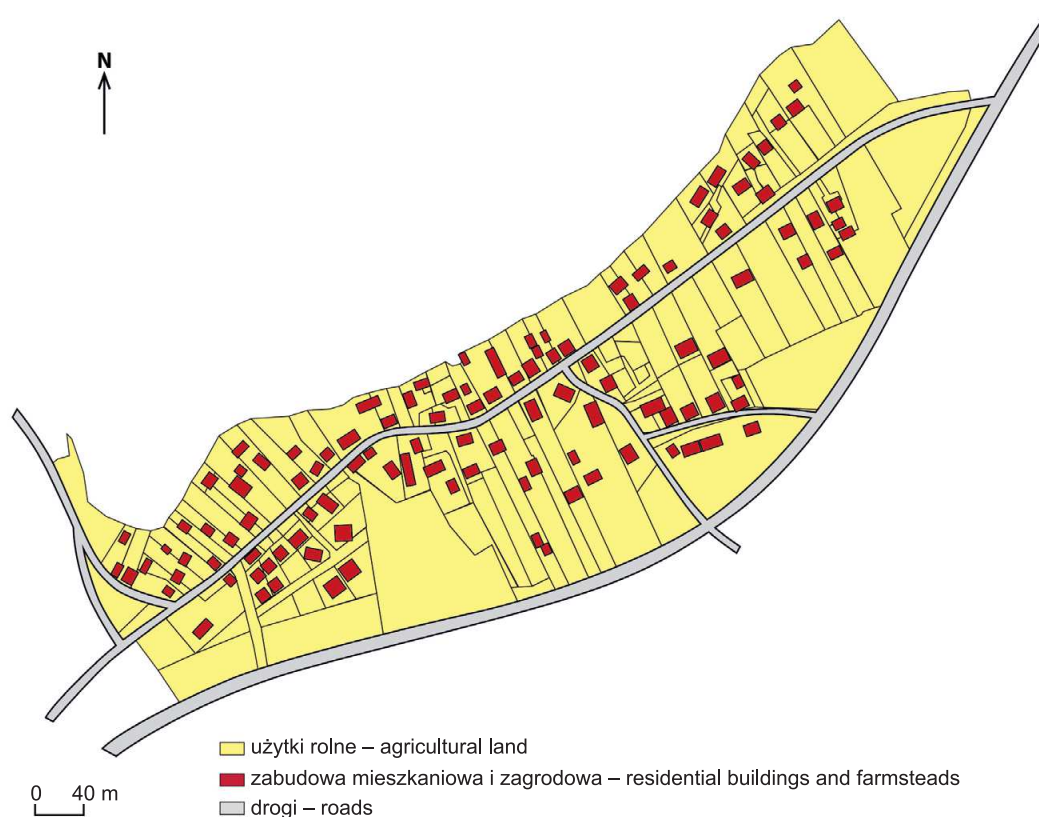 N
użytki rolne – agricultural land
zabudowa mieszkaniowa i zagrodowa – residential buildings and farmsteads
0 40 m
drogi – roads